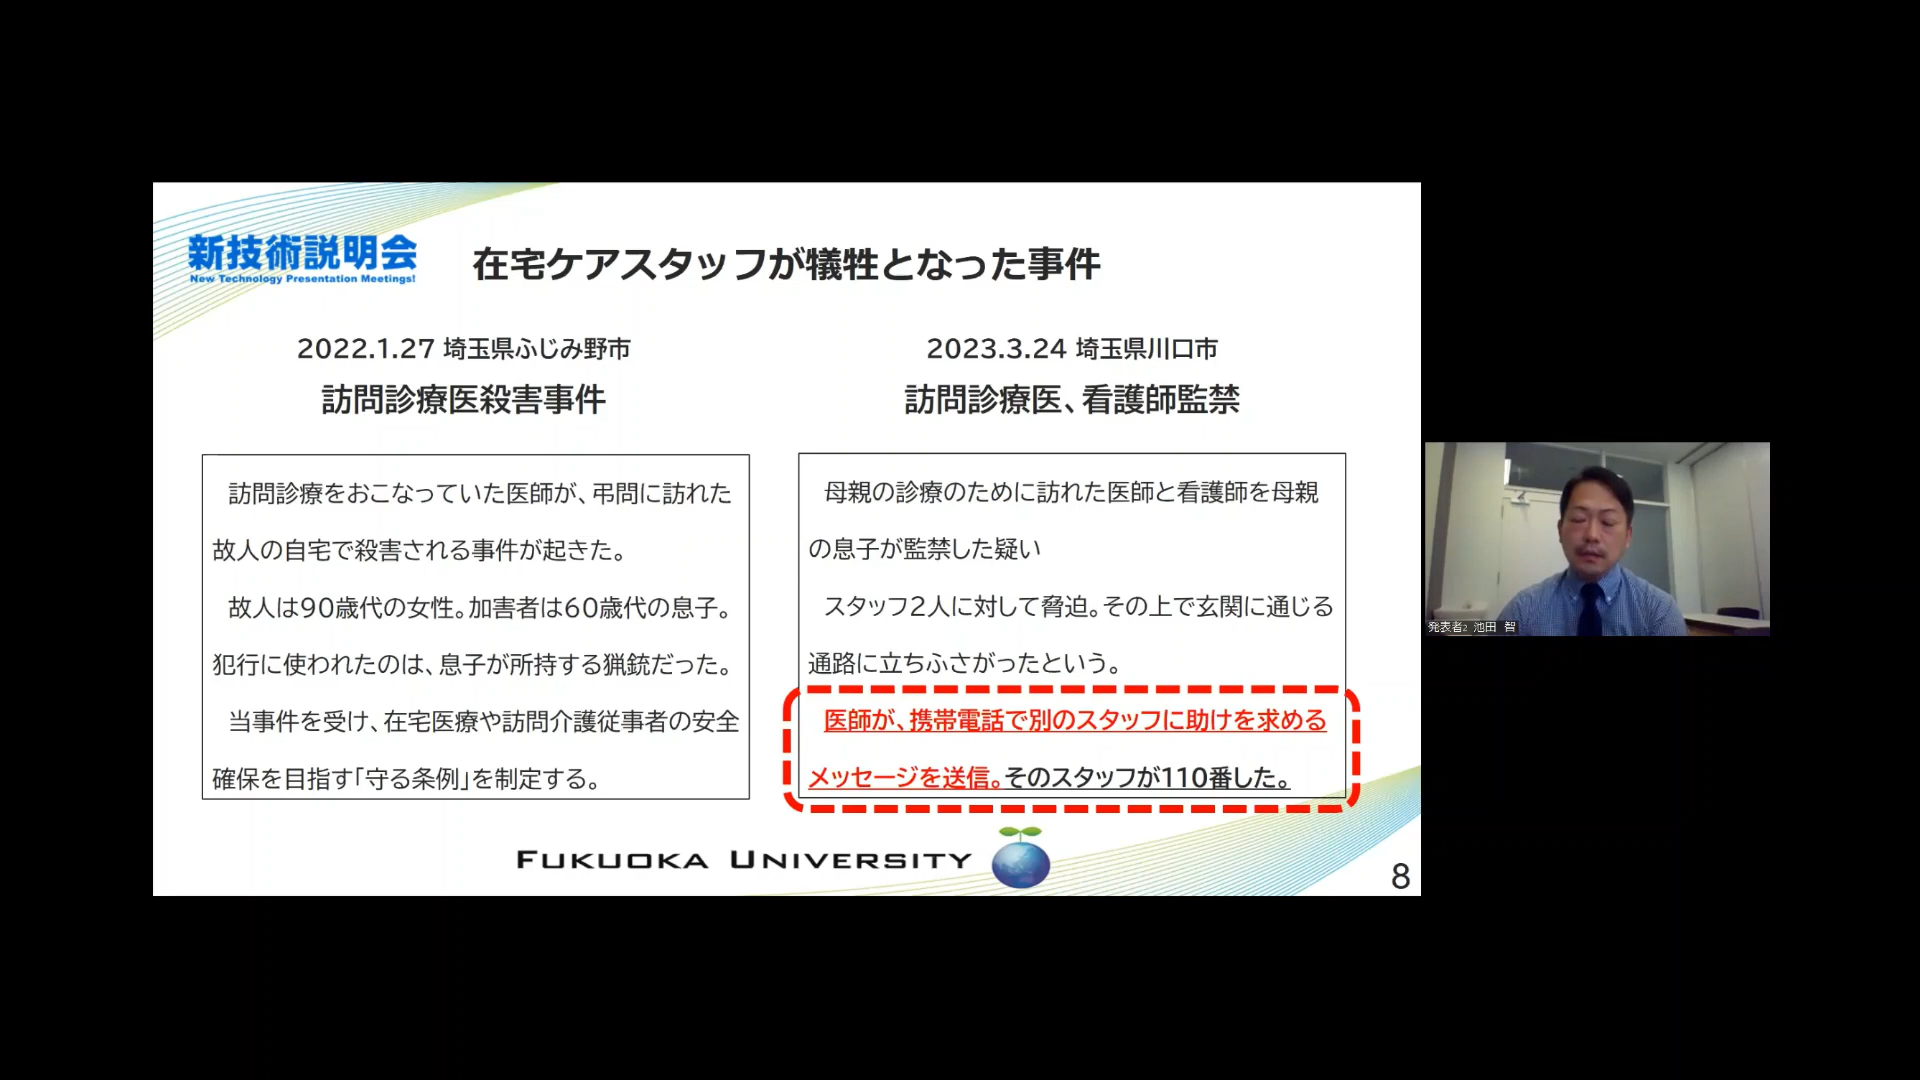 新技術説明会
New Technology Presentation Meetings!
在宅ケアスタッフが犠牲となった事件
2022.1.27 埼玉県ふじみ野市
訪問診療医殺害事件
訪問診療をおこなっていた医師が、弔問に訪れた
故人の自宅で殺害される事件が起きた。
故人は90歳代の女性。加害者は60歳代の息子。
犯行に使われたのは、息子が所持する猟銃だった。
当事件を受け、在宅医療や訪問介護従事者の安全
確保を目指す「守る条例」を制定する。
2023.3.24 埼玉県川口市
訪問診療医、看護師監禁
母親の診療のために訪れた医師と看護師を母親
の息子が監禁した疑い
スタッフ2人に対して脅迫。その上で玄関に通じる
通路に立ちふさがったという。
医師が、携帯電話で別のスタッフに助けを求める
メッセージを送信。そのスタッフが110番した。
FUKUOKA UNIVERSITY
8
発表者2 池田 智